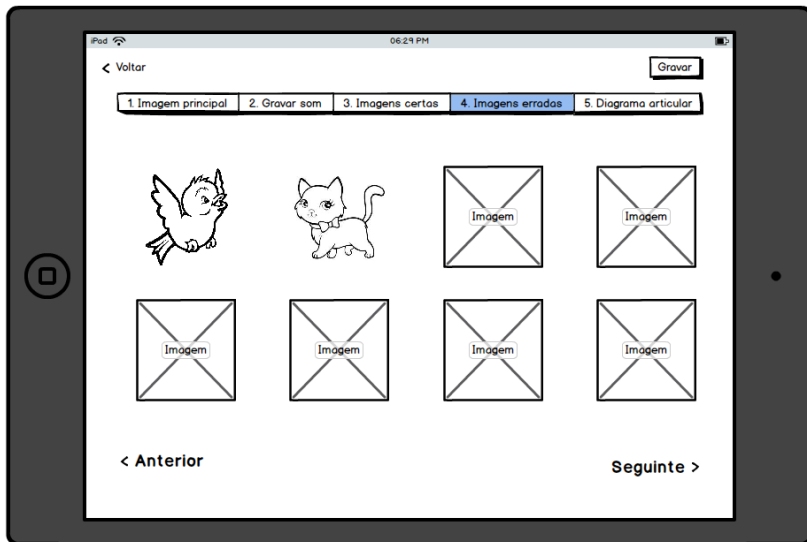 iPad 06:29 PM
< Voltar Gravar
1. Imagem principal 2. Gravar som 3. Imagens certas 4. Imagens erradas 5. Diagrama articular
Imagem Imagem
Imagem Imagem Imagem Imagem
< Anterior
Seguinte >